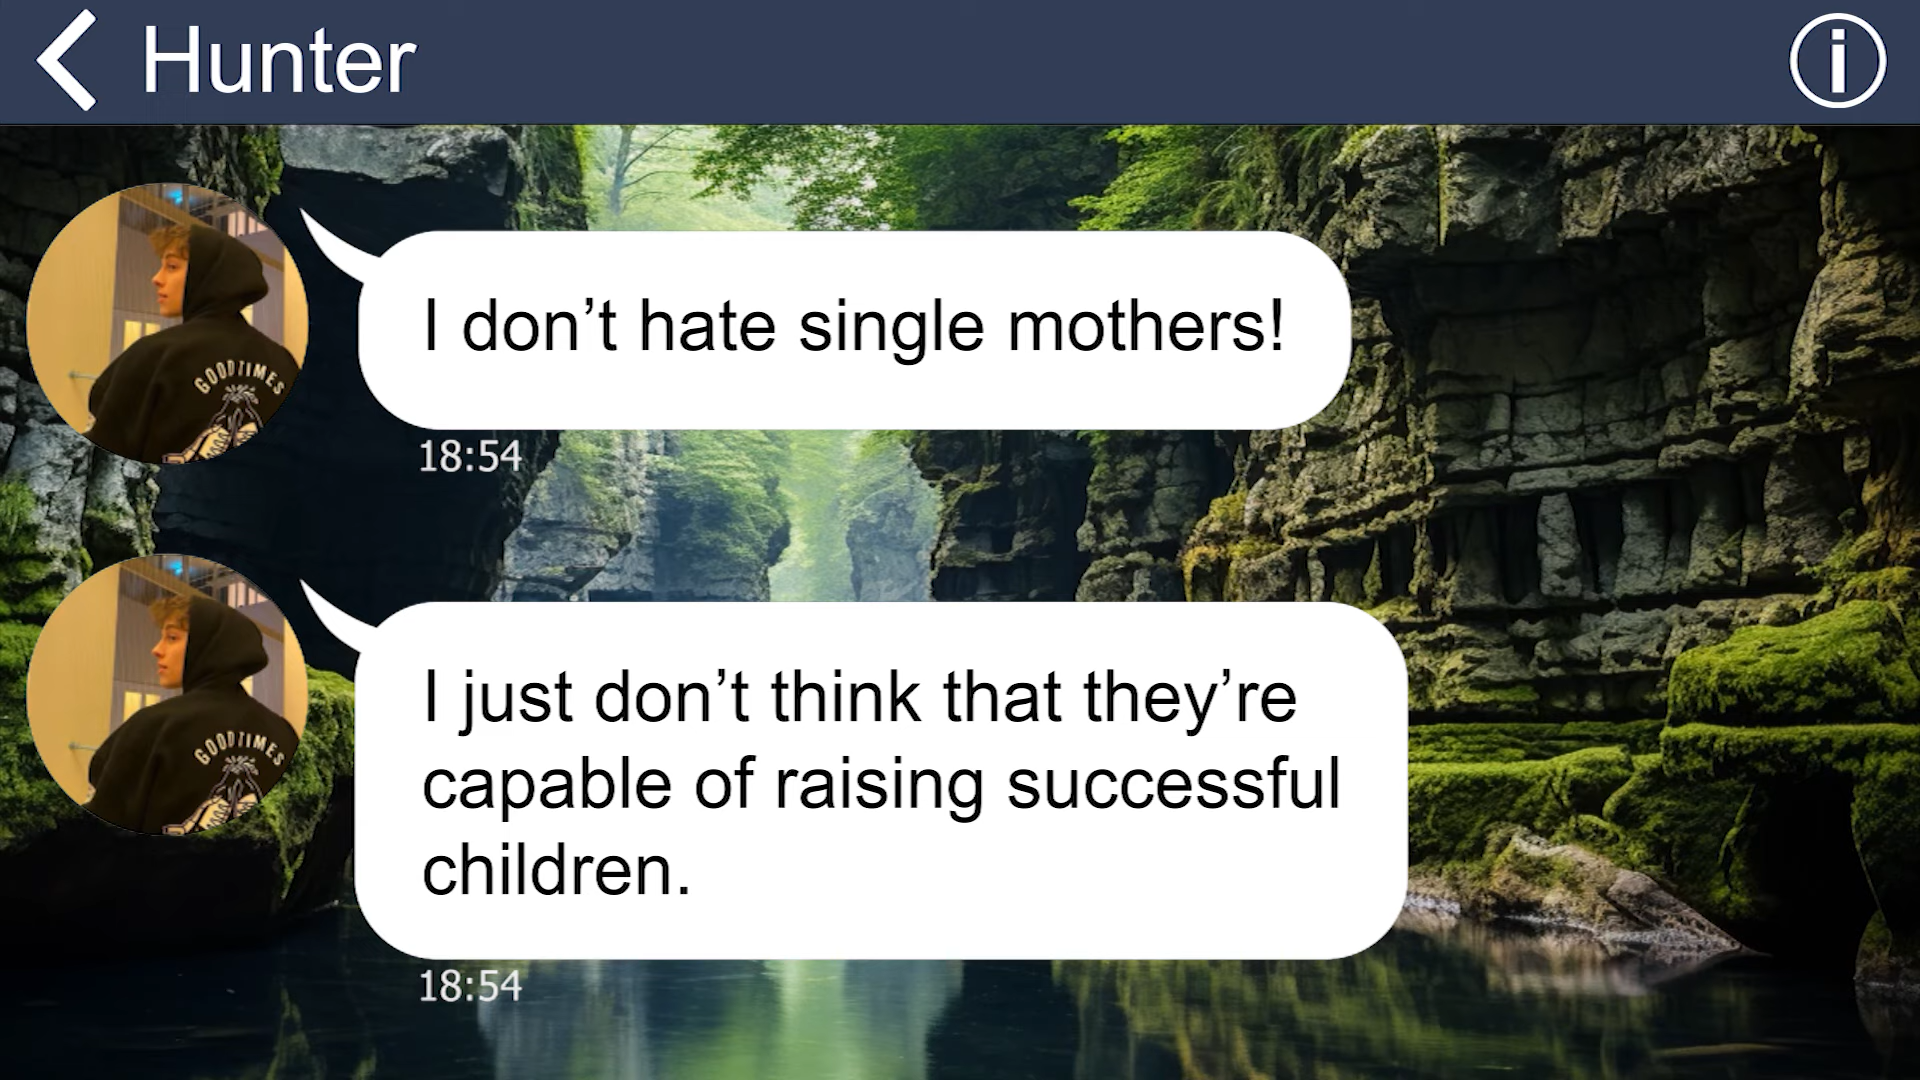 Hunter
i
GOODTIMES
I don't hate single mothers!
18:54
GOODTIMES
I just don't think that they're
capable of raising successful
children.
18:54